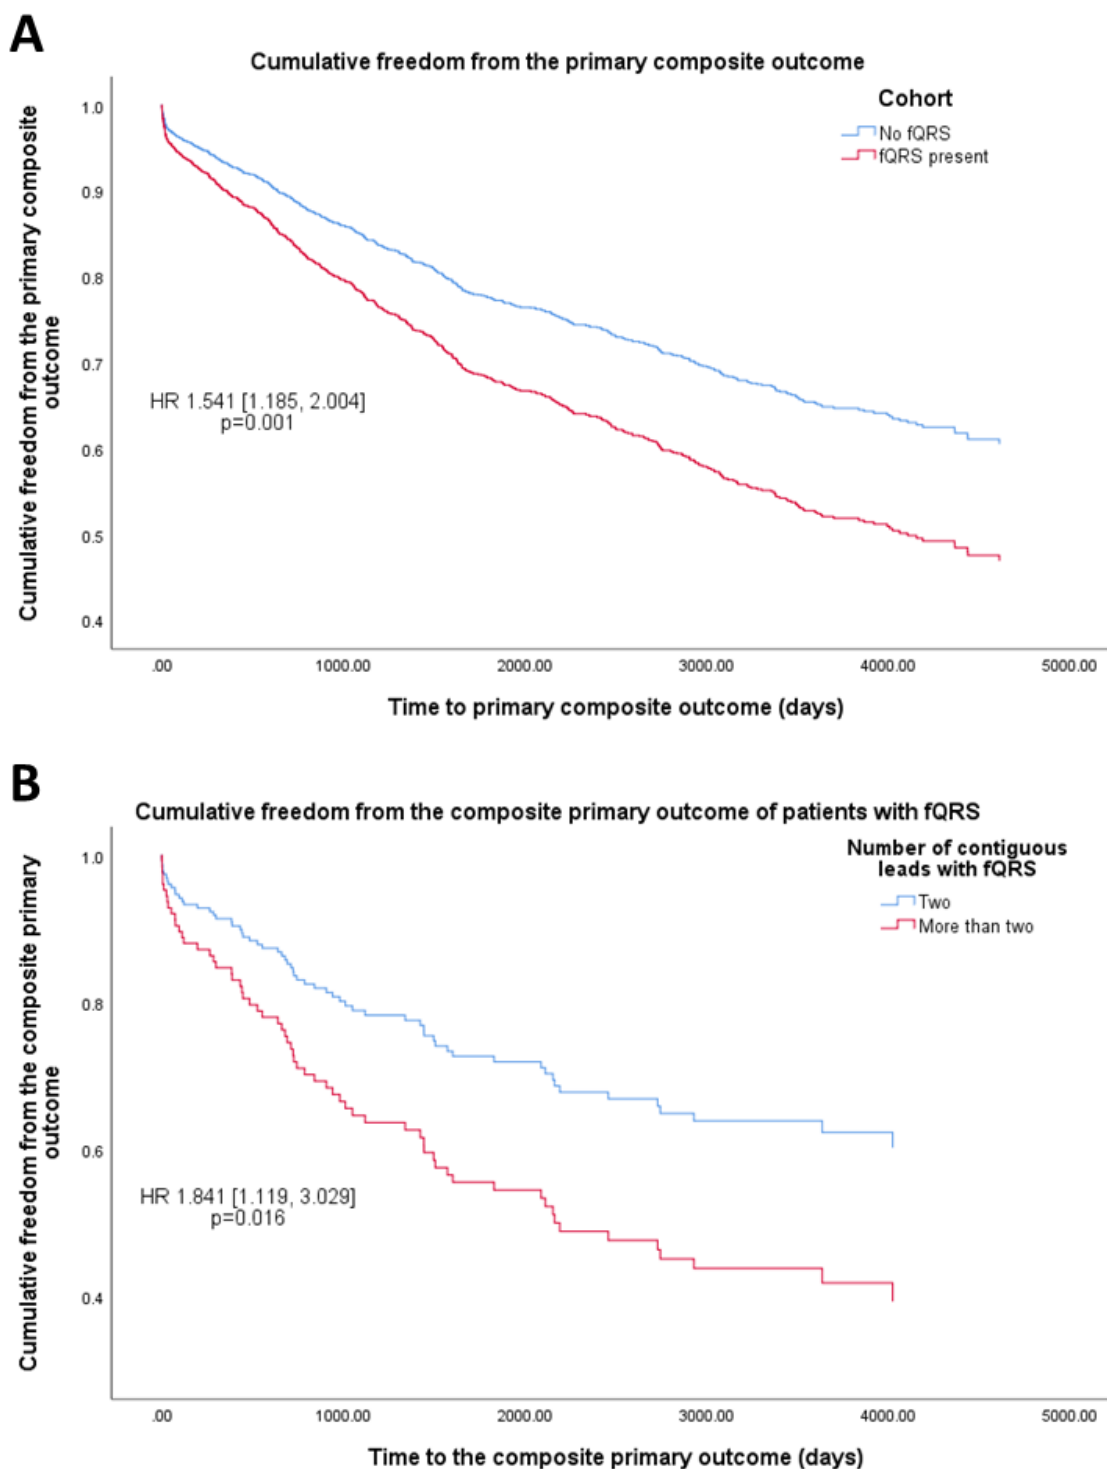 A
Cumulative freedom from the primary composite outcome
Cohort
No fQRS
fQRS present
Cumulative freedom from the primary composite
outcome
1.0
0.9
0.8
0.7
0.6
0.5
0.4
HR 1.541 [1.185, 2.004]
p=0.001
.00 1000.00 2000.00 3000.00 4000.00 5000.00
Time to primary composite outcome (days)
B
Cumulative freedom from the composite primary outcome of patients with fQRS
Number of contiguous
leads with fQRS
Two
More than two
Cumulative freedom from the composite primary
outcome
1.0
0.8
0.6
0.4
HR 1.841 [1.119, 3.029]
p=0.016
.00 1000.00 2000.00 3000.00 4000.00 5000.00
Time to the composite primary outcome (days)